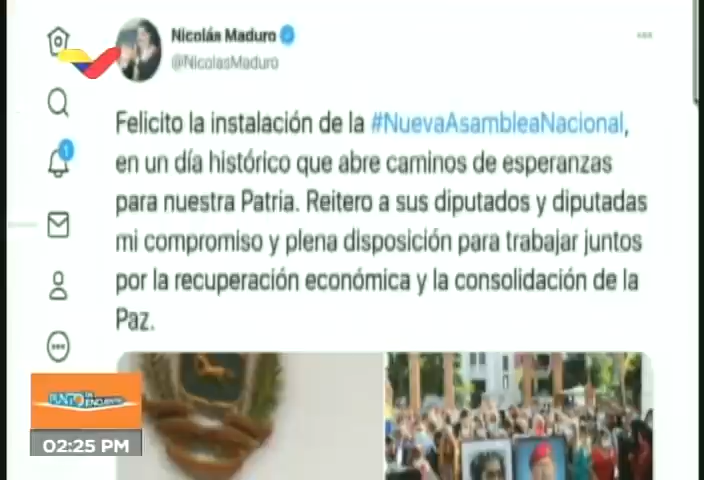 Nicolás Maduro
@NicolasMaduro
Felicito la instalación de la #NuevaAsambleaNacional,
en un día histórico que abre caminos de esperanzas
para nuestra Patria. Reitero a sus diputados y diputadas
mi compromiso y plena disposición para trabajar juntos
por la recuperación económica y la consolidación de la
Paz.
1
PUNTO DE
ENCUENTRO
02:25 PM